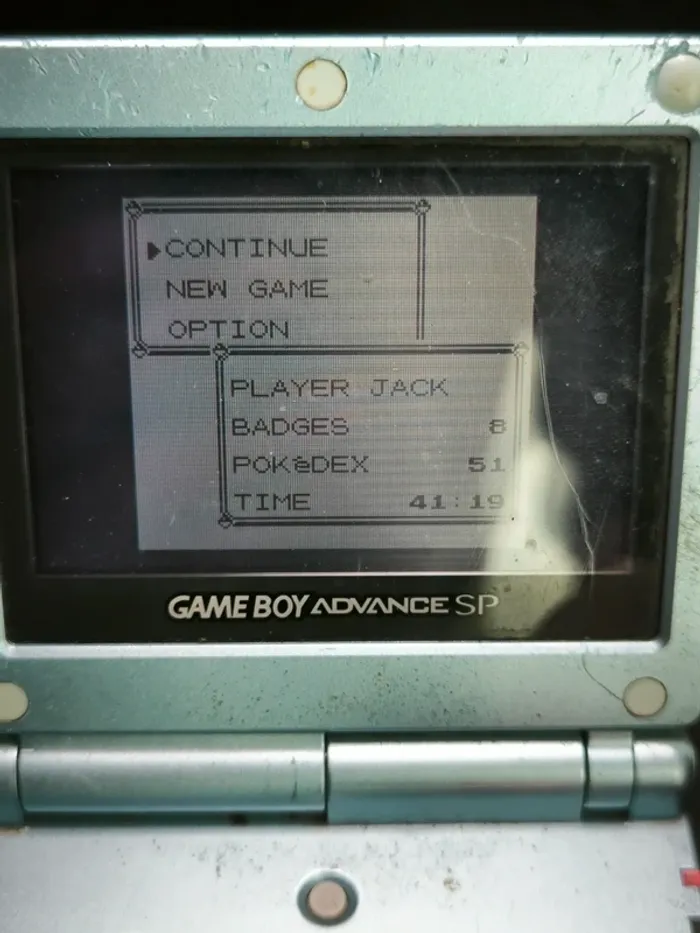 CONTINUE
NEW GAME
OPTION
PLAYER JACK
BADGES 8
POKéDEX 51
TIME 41:19
GAME BOY ADVANCE SP